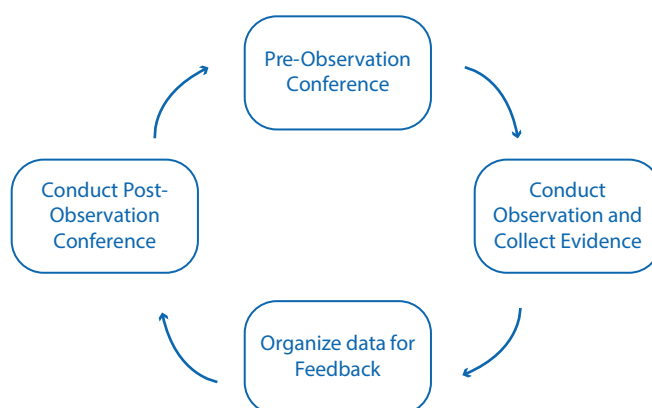 Pre-Observation
Conference
Conduct
Observation and
Collect Evidence
Organize data for
Feedback
Conduct Post-
Observation
Conference